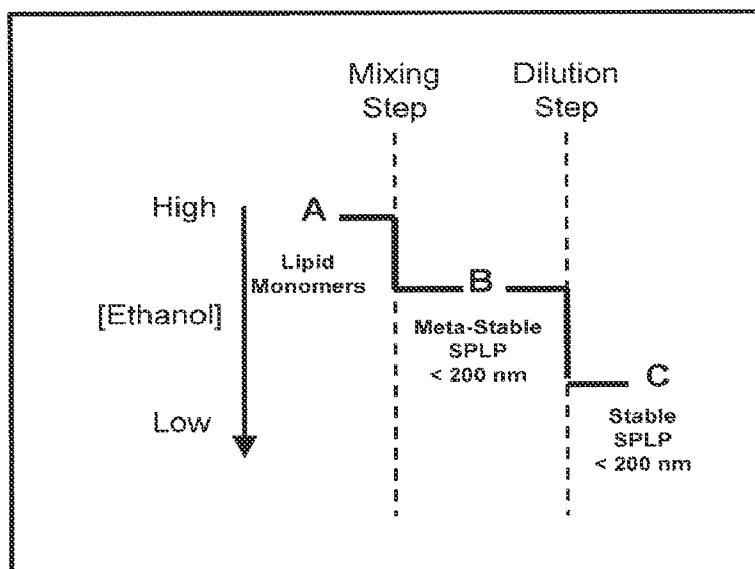 Mixing
Step
Dilution
Step
High
A
Lipid
Monomers
[Ethanol]
B
Meta-Stable
SPLP
< 200 nm
Low
C
Stable
SPLP
< 200 nm